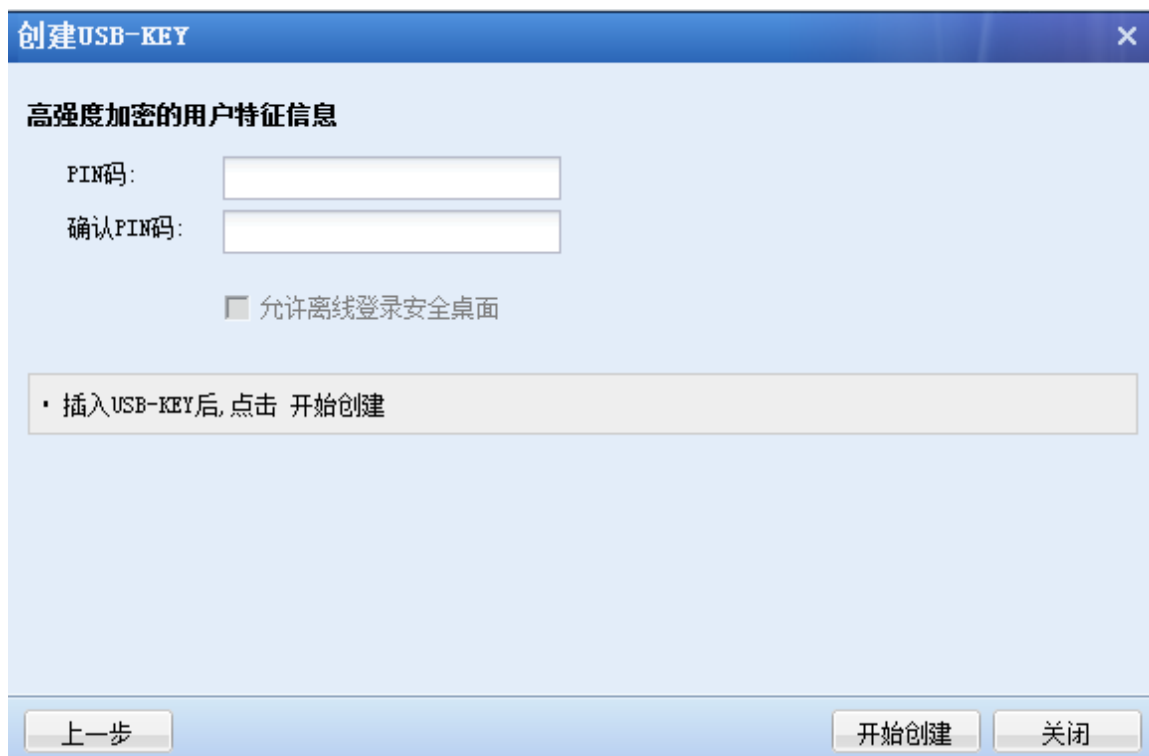 创建USB-KEY
高强度加密的用户特征信息
PIN码:
确认PIN码:
允许离线登录安全桌面
· 插入USB-KEY后,点击 开始创建
上一步 开始创建 关闭